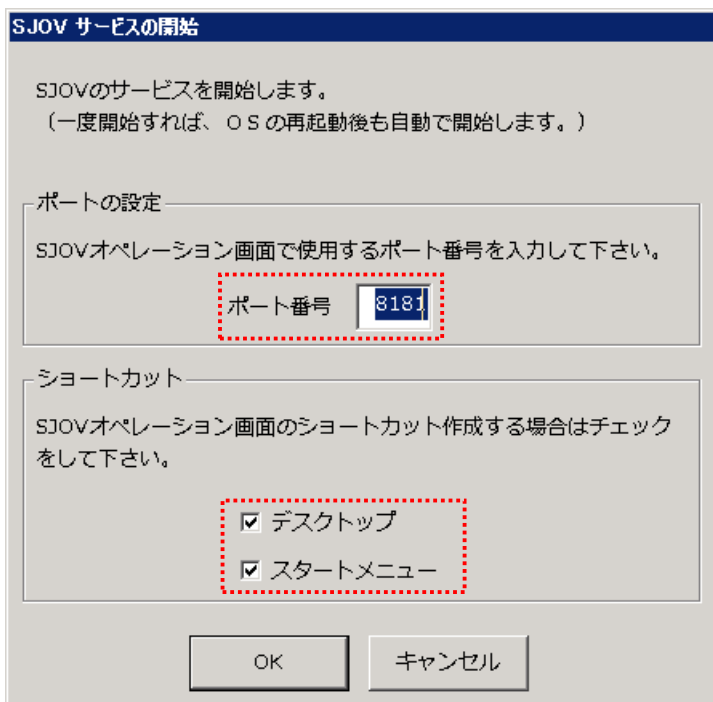 SJOV サービスの開始
SJOVのサービスを開始します。
（一度開始すれば、ＯＳの再起動後も自動で開始します。）
ポートの設定
SJOVオペレーション画面で使用するポート番号を入力して下さい。
ポート番号 8181
ショートカット
SJOVオペレーション画面のショートカット作成する場合はチェック
をして下さい。
デスクトップ
スタートメニュー
OK キャンセル